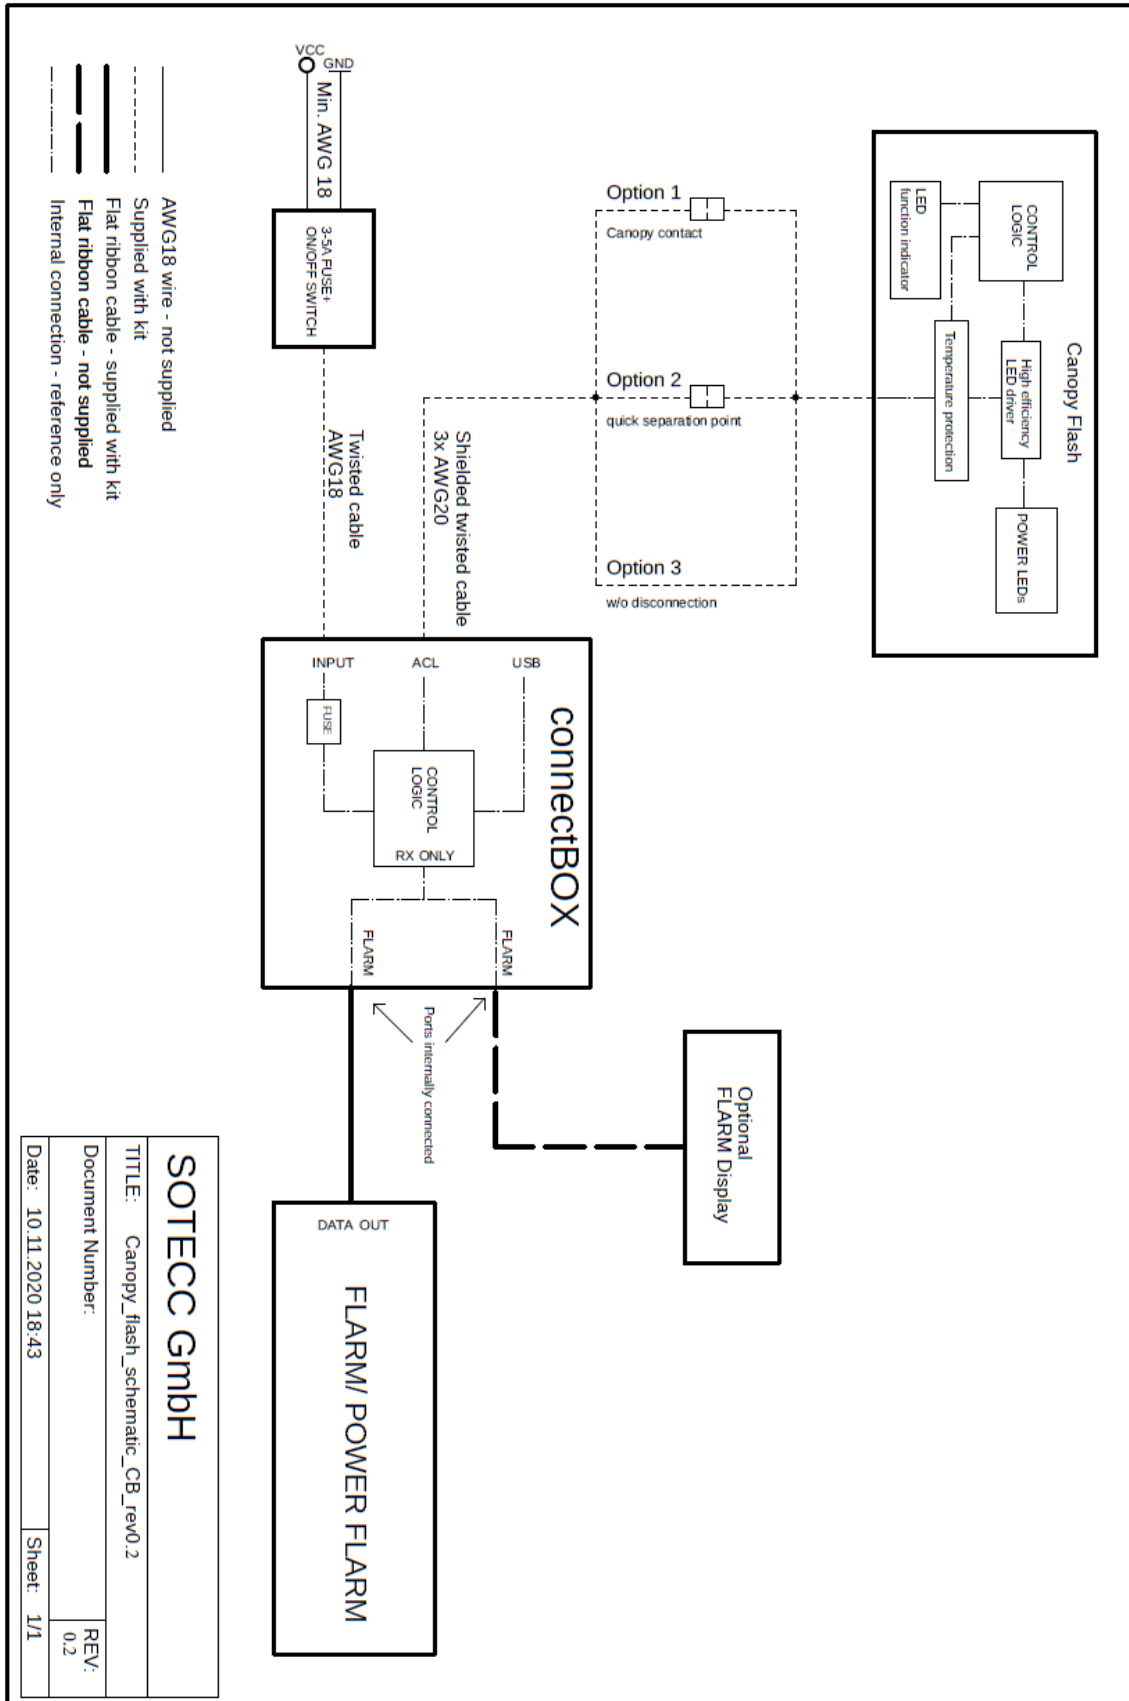 VCC
GND
Min. AWG 18
3-5A FUSE+
ON/OFF SWITCH
Twisted cable
AWG18
Shielded twisted cable
3x AWG20
Option 1
Canopy contact
Option 2
quick separation point
Option 3
w/o disconnection
Canopy Flash
CONTROL
LOGIC
LED
function indicator
High efficiency
LED driver
Temperature protection
POWER LEDs
connectBOX
INPUT
ACL
USB
FUSE
CONTROL
LOGIC
RX ONLY
FLARM
FLARM
Ports internally connected
Optional
FLARM Display
DATA OUT
FLARM/ POWER FLARM
AWG18 wire - not supplied
Supplied with kit
Flat ribbon cable - supplied with kit
Flat ribbon cable - not supplied
Internal connection - reference only
SOTECC GmbH
TITLE: Canopy_flash_schematic_CB_rev0.2
Document Number:
REV:
0.2
Date: 10.11.2020 18:43
Sheet: 1/1